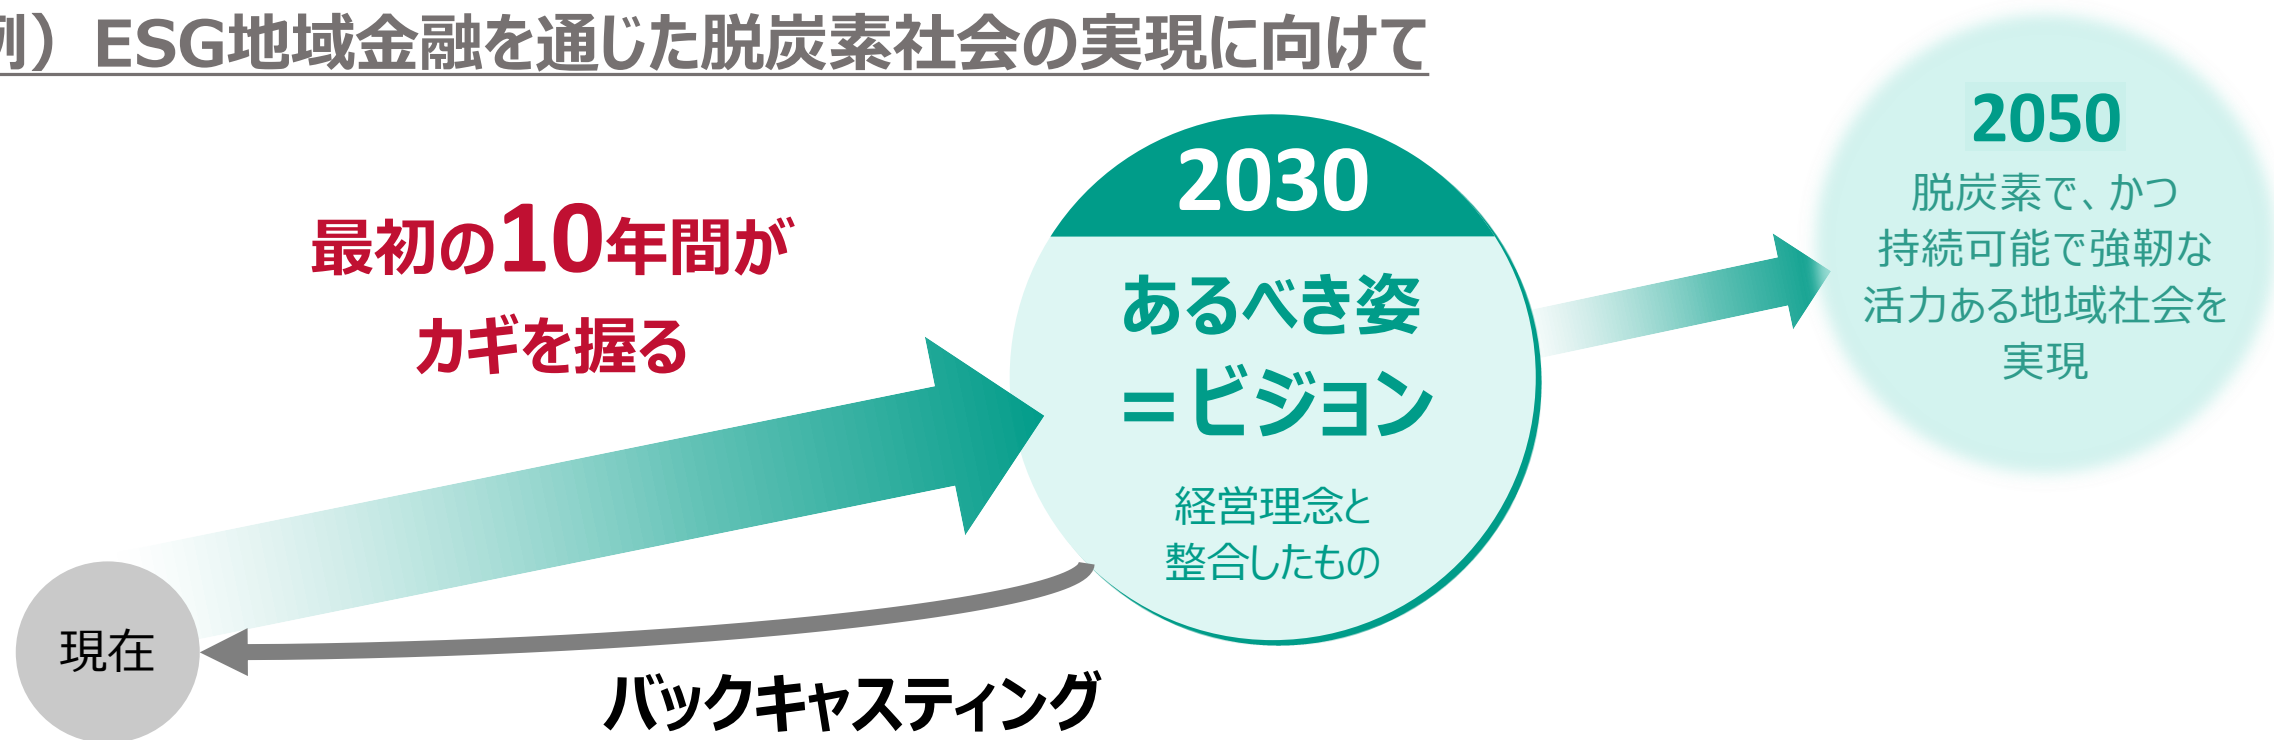 例）ESG地域金融を通じた脱炭素社会の実現に向けて
2050
脱炭素で、かつ
持続可能で強靭な
活力ある地域社会を
実現
2030
あるべき姿
＝ビジョン
経営理念と
整合したもの
最初の10年間が
カギを握る
現在
バックキャスティング